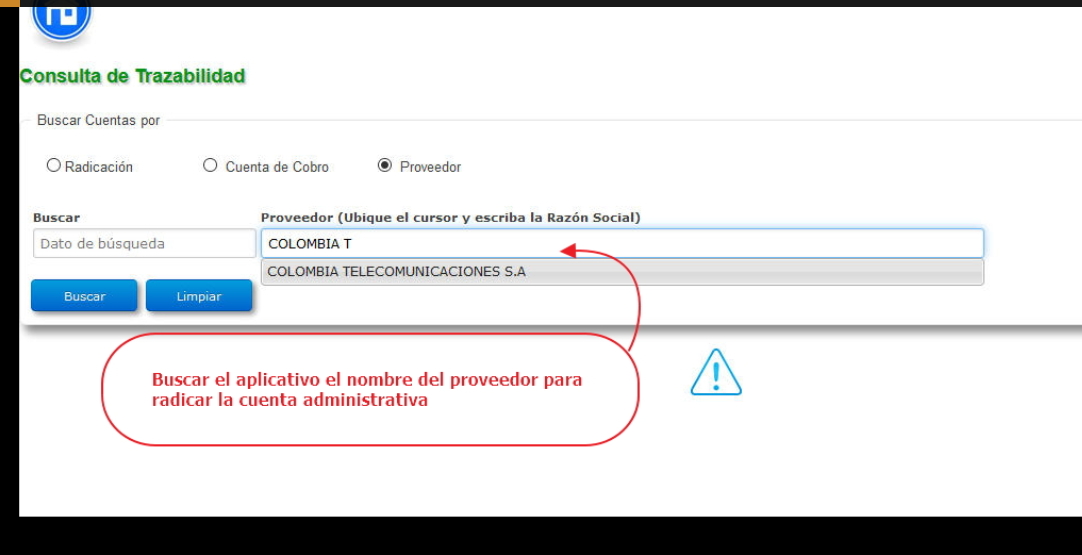 Consulta de Trazabilidad
Buscar Cuentas por
Radicación Cuenta de Cobro Proveedor
Buscar Proveedor (Ubique el cursor y escriba la Razón Social)
Dato de búsqueda COLOMBIA T
COLOMBIA TELECOMUNICACIONES S.A
Buscar Limpiar
Buscar el aplicativo el nombre del proveedor para
radicar la cuenta administrativa